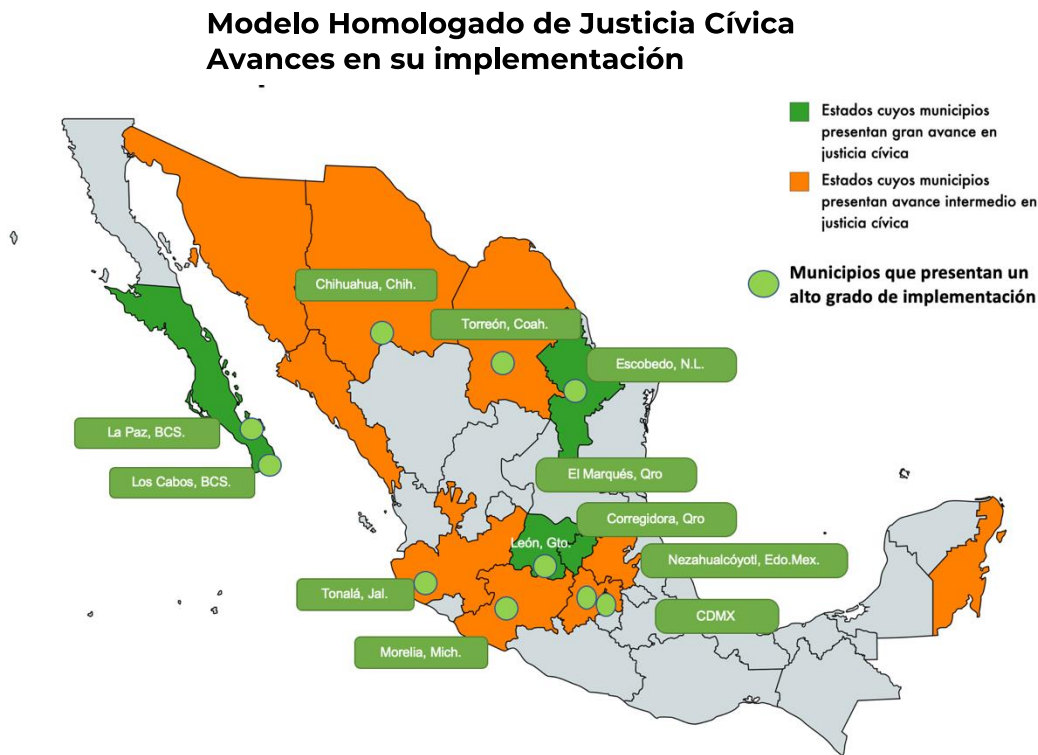 Modelo Homologado de Justicia Cívica
Avances en su implementación
Estados cuyos municipios
presentan gran avance en
justicia cívica
Estados cuyos municipios
presentan avance intermedio en
justicia cívica
Municipios que presentan un
alto grado de implementación
Chihuahua, Chih.
Torreón, Coah.
Escobedo, N.L.
La Paz, BCS.
Los Cabos, BCS.
El Marqués, Qro
Corregidora, Qro
León, Gto.
Nezahualcóyotl, Edo.Mex.
Tonalá, Jal.
CDMX
Morelia, Mich.